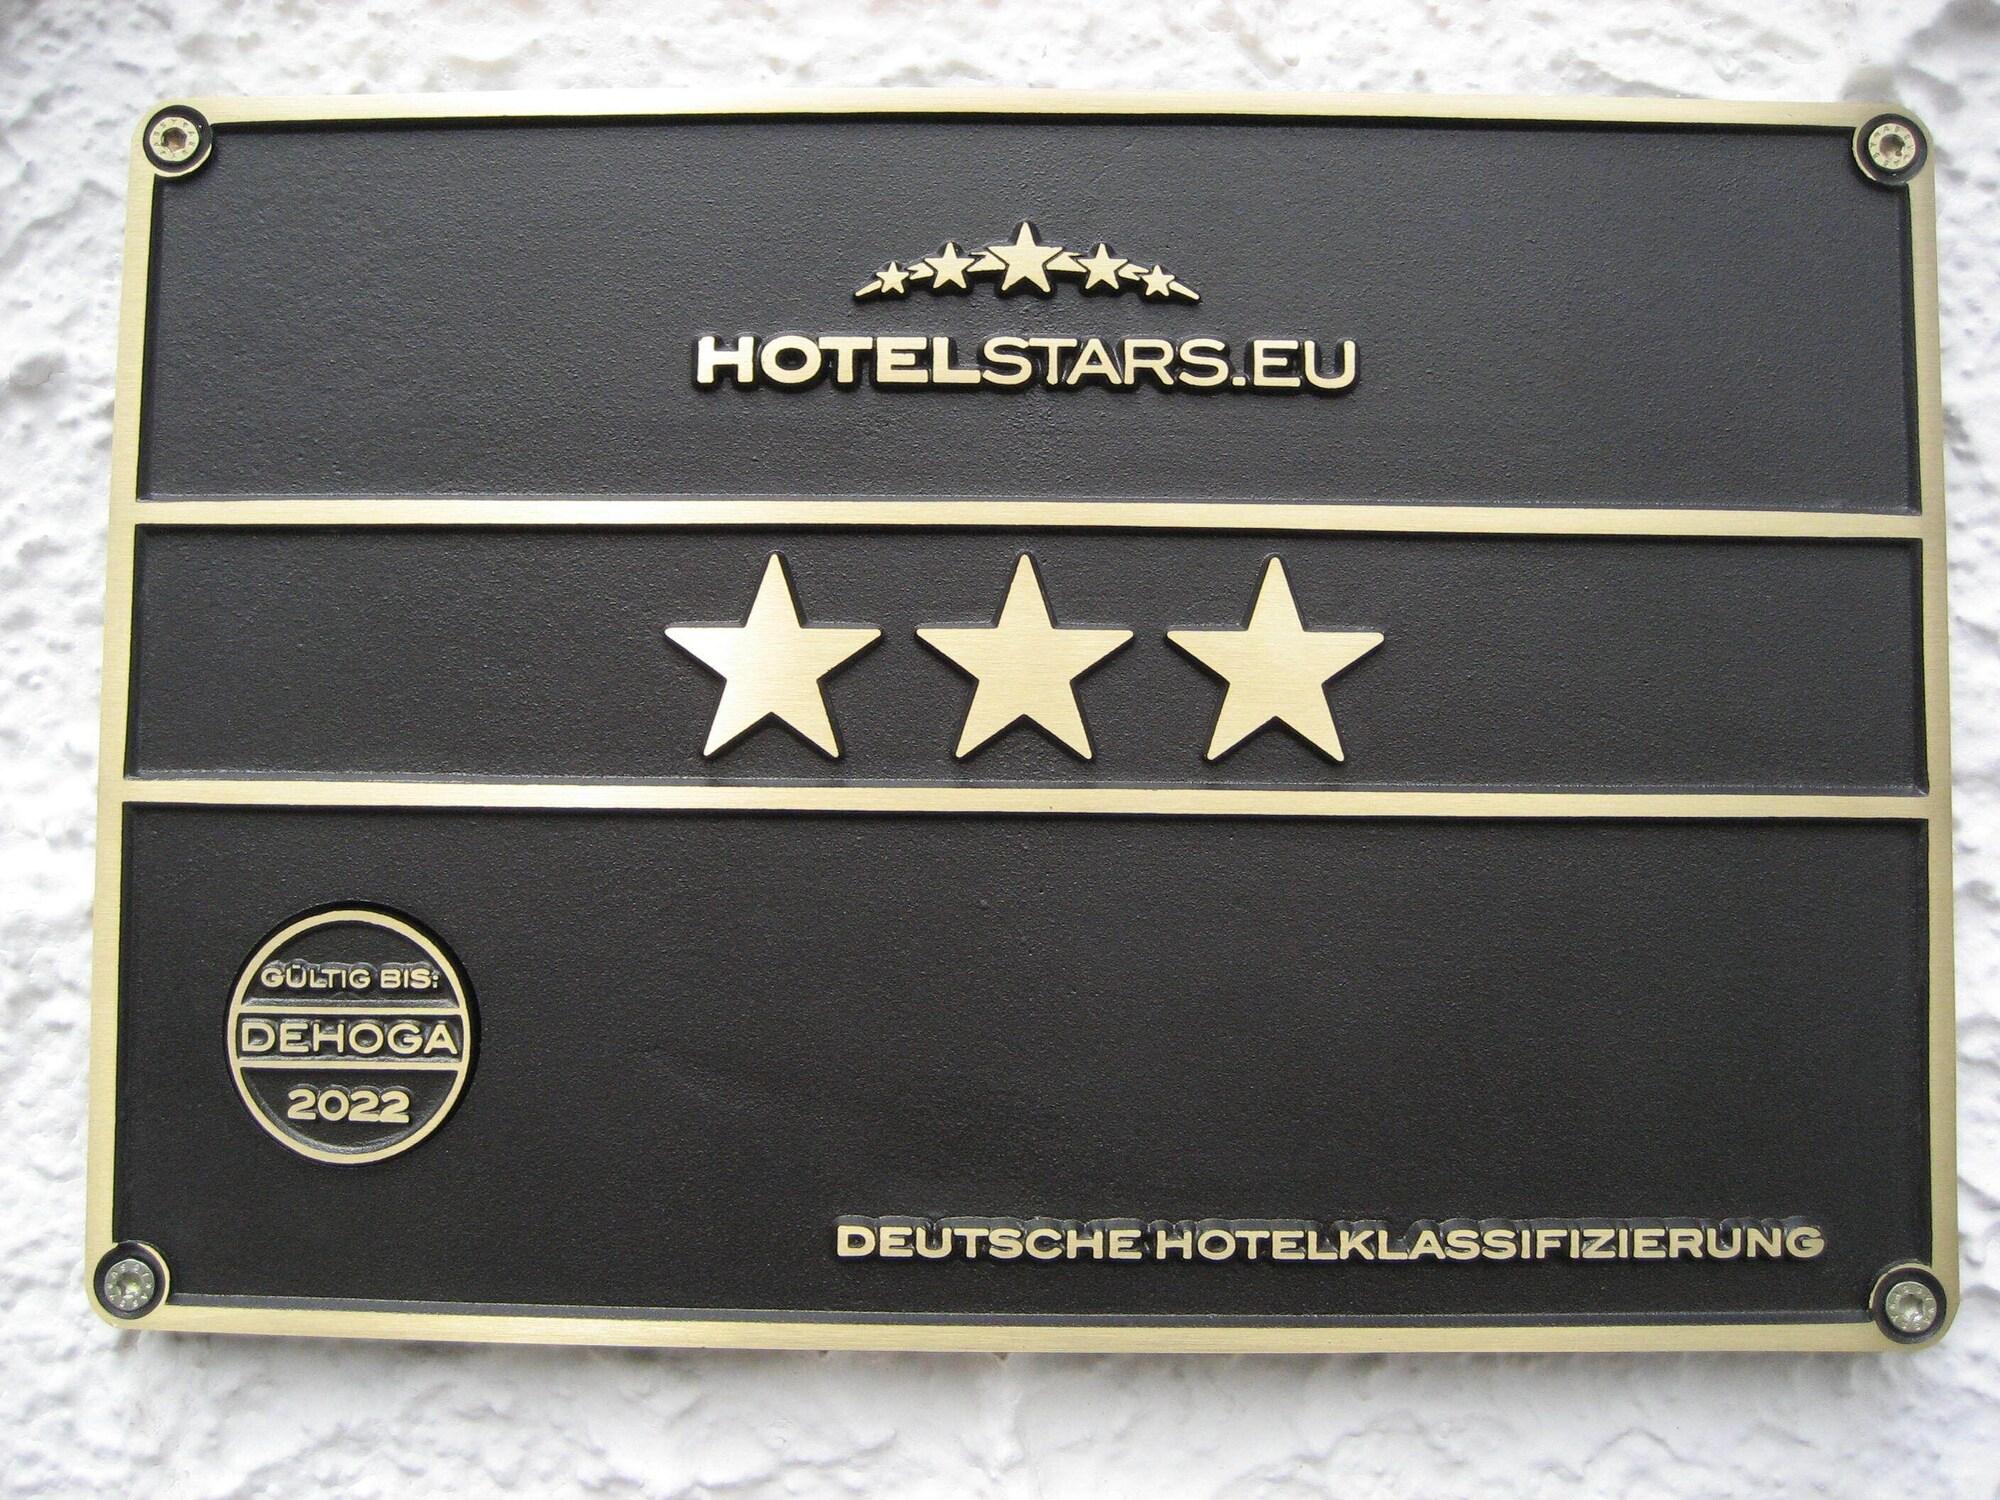 HOTELSTARS.EU
GÜLTIG BIS:
DEHOGA
2022
DEUTSCHE HOTELKLASSIFIZIERUNG